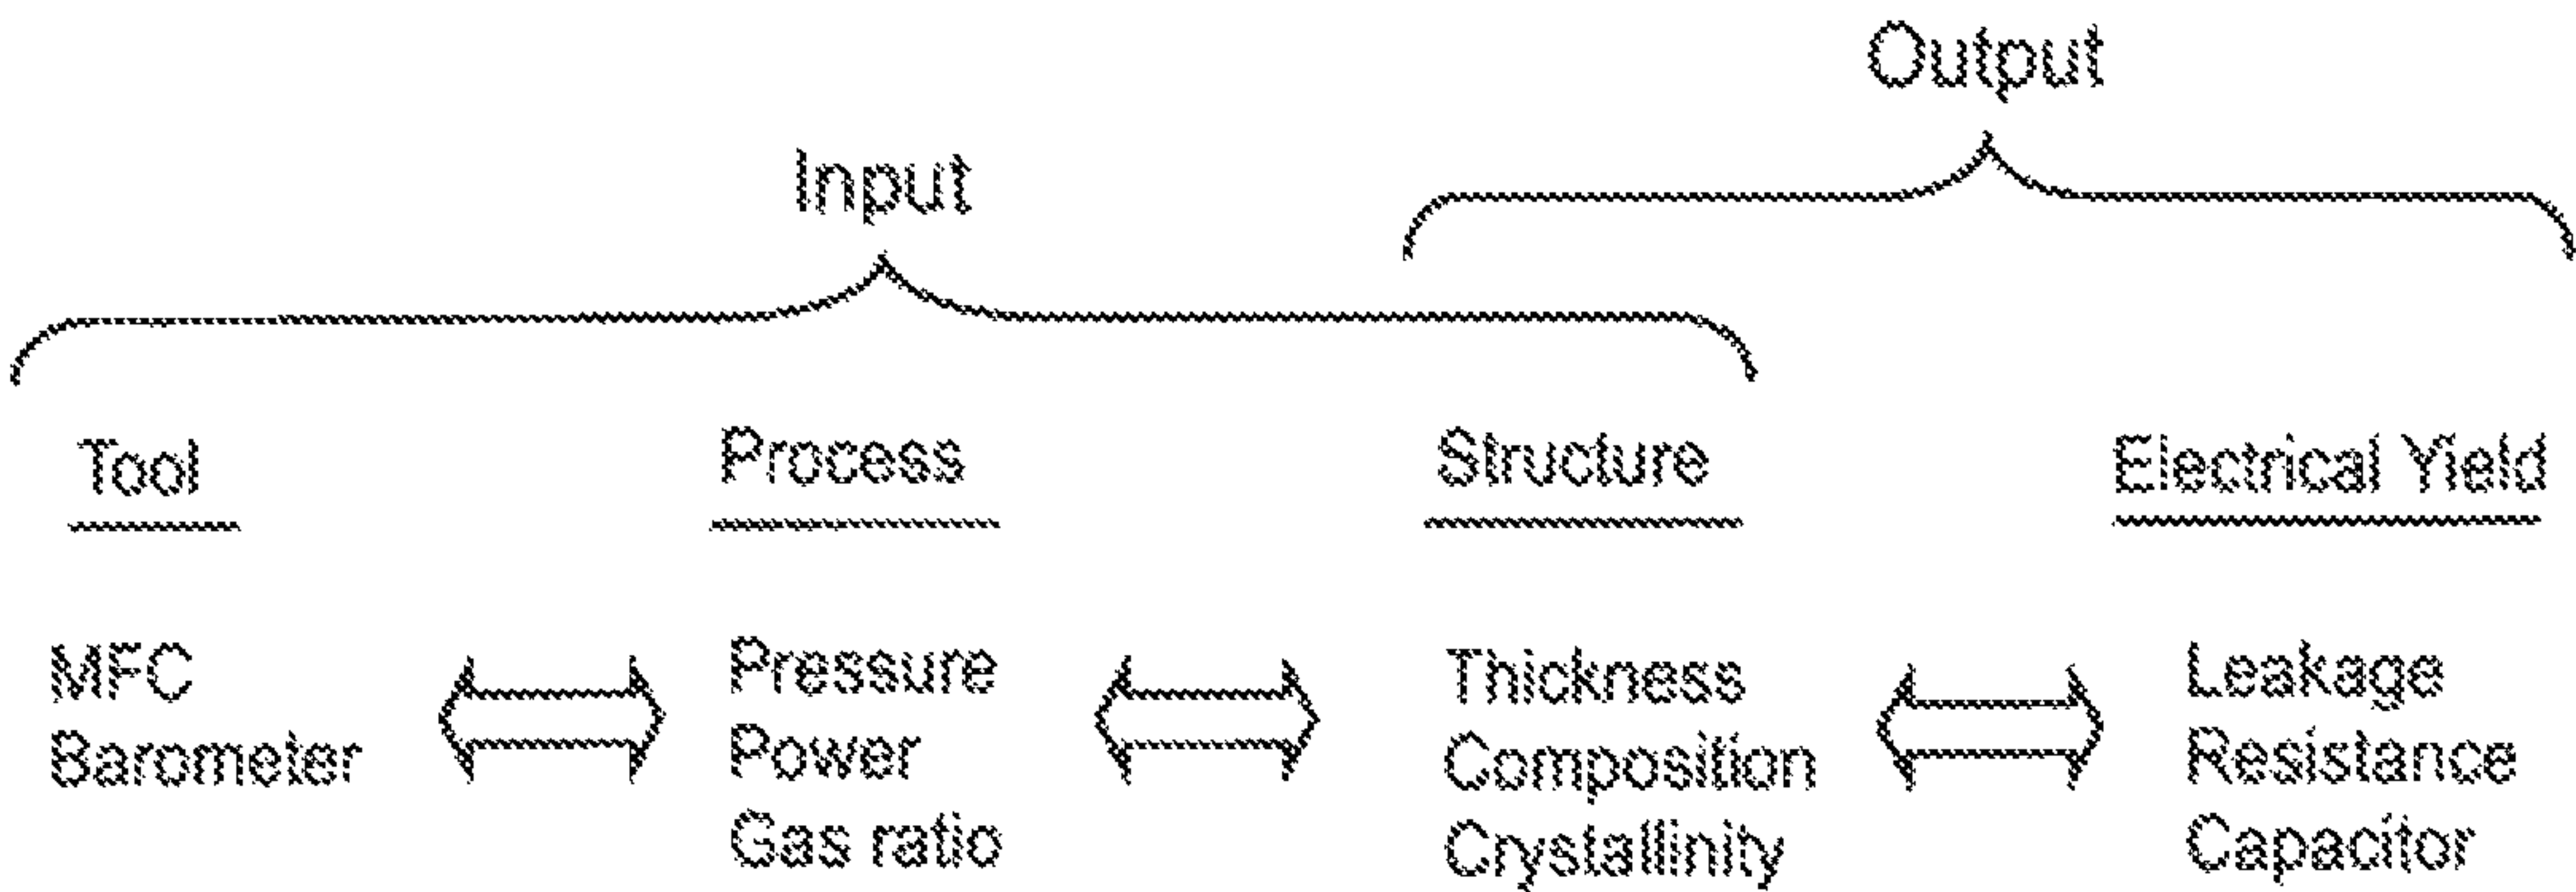 Output
Input
Tool
Process
Structure
Electrical Yield
MFC
Barometer
Pressure
Power
Gas ratio
Thickness
Composition
Crystallinity
Leakage
Resistance
Capacitor